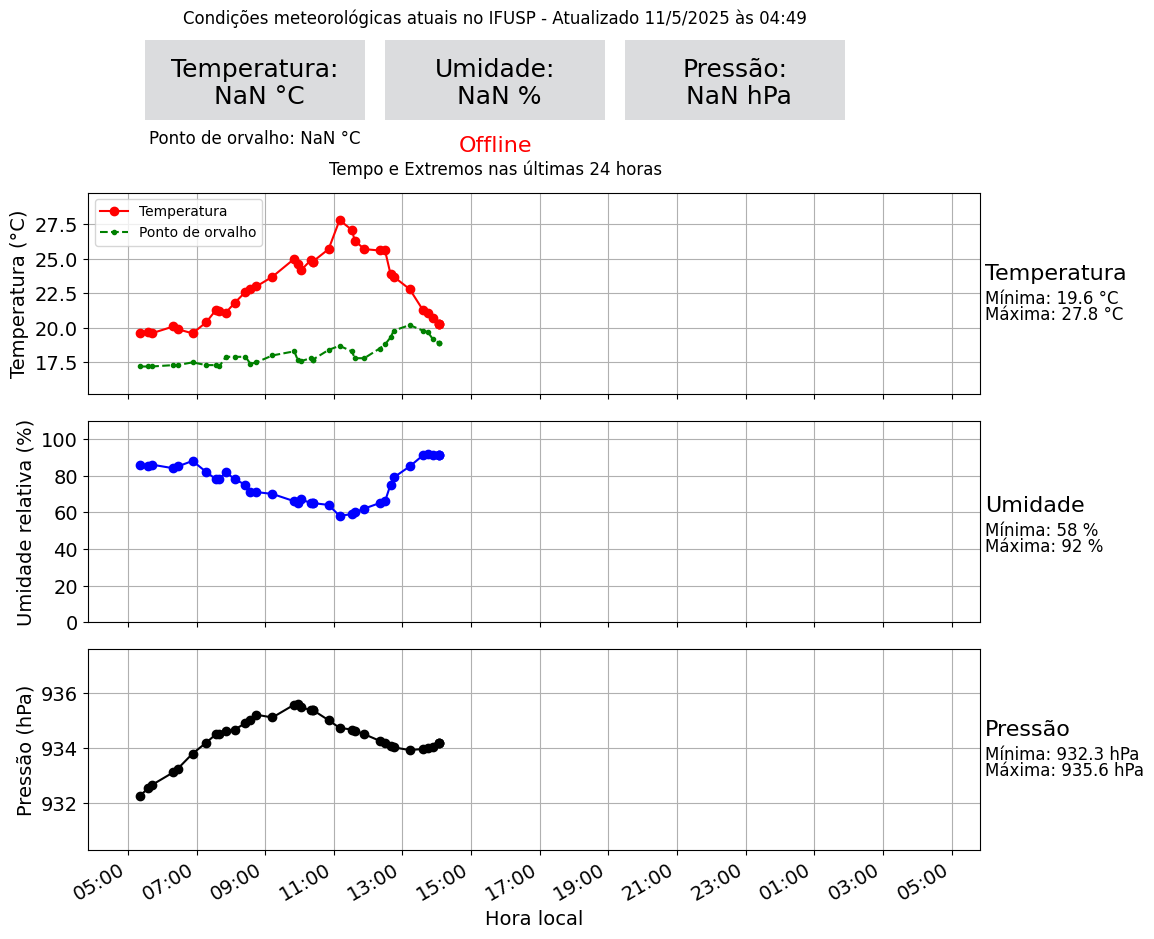 Condições meteorológicas atuais no IFUSP - Atualizado 11/5/2025 às 04:49
Temperatura:
NaN °C
Umidade:
NaN %
Pressão:
NaN hPa
Ponto de orvalho: NaN °C
Offline
Tempo e Extremos nas últimas 24 horas
Temperatura (°C)
27.5
25.0
22.5
20.0
17.5
Temperatura
Ponto de orvalho
Temperatura
Mínima: 19.6 °C
Máxima: 27.8 °C
Umidade relativa (%)
100
80
60
40
20
0
Umidade
Mínima: 58 %
Máxima: 92 %
Pressão (hPa)
936
934
932
Pressão
Mínima: 932.3 hPa
Máxima: 935.6 hPa
05:00 07:00 09:00 11:00 13:00 15:00 17:00 19:00 21:00 23:00 01:00 03:00 05:00
Hora local